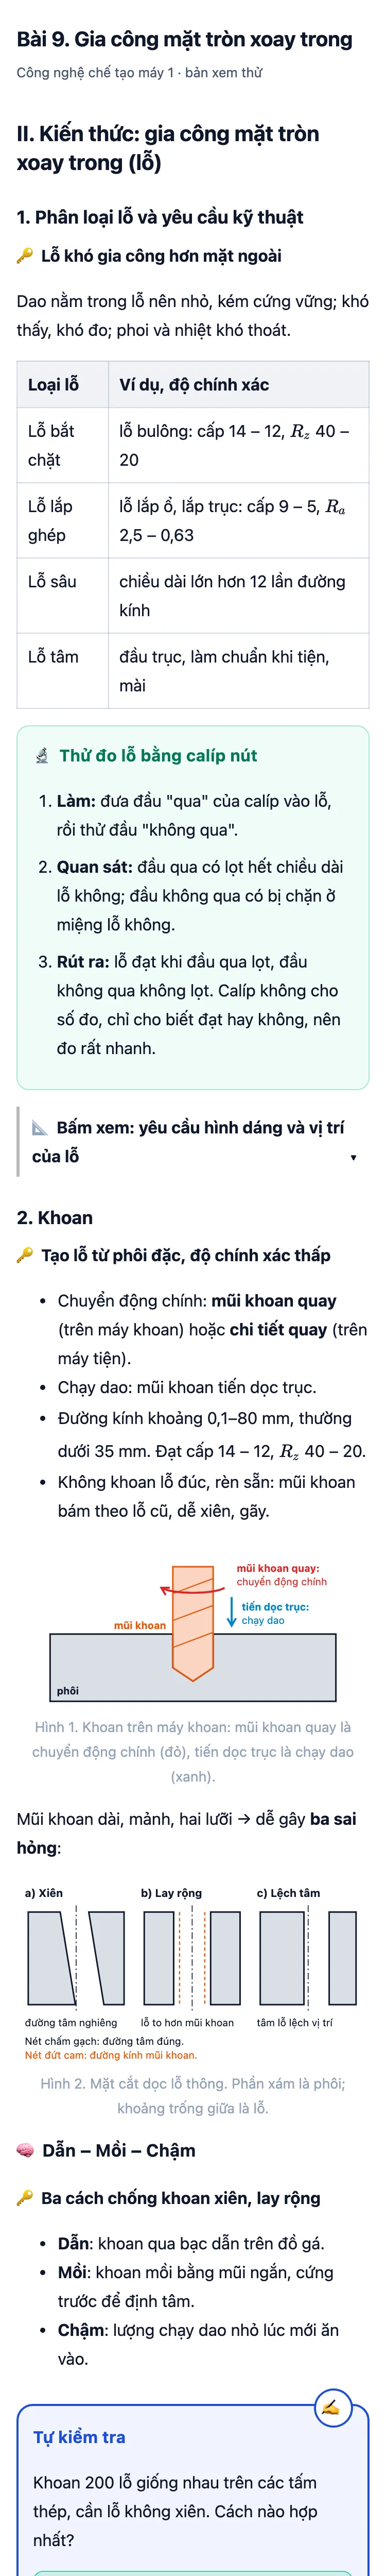 Bài 9. Gia công mặt tròn xoay trong
Công nghệ chế tạo máy 1 · bản xem thử
II. Kiến thức: gia công mặt tròn
xoay trong (lỗ)
1. Phân loại lỗ và yêu cầu kỹ thuật
🔑 Lỗ khó gia công hơn mặt ngoài
Dao nằm trong lỗ nên nhỏ, kém cứng vững; khó
thấy, khó đo; phoi và nhiệt khó thoát.
Loại lỗ Ví dụ, độ chính xác
Lỗ bắt chặt lỗ bulông: cấp 14 – 12, Rz 40 – 20
Lỗ lắp ghép lỗ lắp ổ, lắp trục: cấp 9 – 5, Ra 2,5 – 0,63
Lỗ sâu chiều dài lớn hơn 12 lần đường kính
Lỗ tâm đầu trục, làm chuẩn khi tiện, mài
🔬 Thử đo lỗ bằng calíp nút
1. Làm: đưa đầu "qua" của calíp vào lỗ,
rồi thử đầu "không qua".
2. Quan sát: đầu qua có lọt hết chiều dài
lỗ không; đầu không qua có bị chặn ở
miệng lỗ không.
3. Rút ra: lỗ đạt khi đầu qua lọt, đầu
không qua không lọt. Calíp không cho
số đo, chỉ cho biết đạt hay không, nên
đo rất nhanh.
📐 Bấm xem: yêu cầu hình dáng và vị trí
của lỗ ▼
2. Khoan
🔑 Tạo lỗ từ phôi đặc, độ chính xác thấp
• Chuyển động chính: mũi khoan quay
(trên máy khoan) hoặc chi tiết quay (trên
máy tiện).
• Chạy dao: mũi khoan tiến dọc trục.
• Đường kính khoảng 0,1–80 mm, thường
dưới 35 mm. Đạt cấp 14 – 12, Rz 40 – 20.
• Không khoan lỗ đúc, rèn sẵn: mũi khoan
bám theo lỗ cũ, dễ xiên, gãy.
mũi khoan quay:
chuyển động chính
tiến dọc trục:
chạy dao
mũi khoan
phôi
Hình 1. Khoan trên máy khoan: mũi khoan quay là
chuyển động chính (đỏ), tiến dọc trục là chạy dao
(xanh).
Mũi khoan dài, mảnh, hai lưỡi → dễ gây ba sai
hỏng:
a) Xiên b) Lay rộng c) Lệch tâm
đường tâm nghiêng lỗ to hơn mũi khoan tâm lỗ lệch vị trí
Nét chấm gạch: đường tâm đúng.
Nét đứt cam: đường kính mũi khoan.
Hình 2. Mặt cắt dọc lỗ thông. Phần xám là phôi;
khoảng trống giữa là lỗ.
🧠 Dẫn – Mồi – Chậm
🔑 Ba cách chống khoan xiên, lay rộng
• Dẫn: khoan qua bạc dẫn trên đồ gá.
• Mồi: khoan mồi bằng mũi ngắn, cứng
trước để định tâm.
• Chậm: lượng chạy dao nhỏ lúc mới ăn
vào.
✍️
Tự kiểm tra
Khoan 200 lỗ giống nhau trên các tấm
thép, cần lỗ không xiên. Cách nào hợp
nhất?